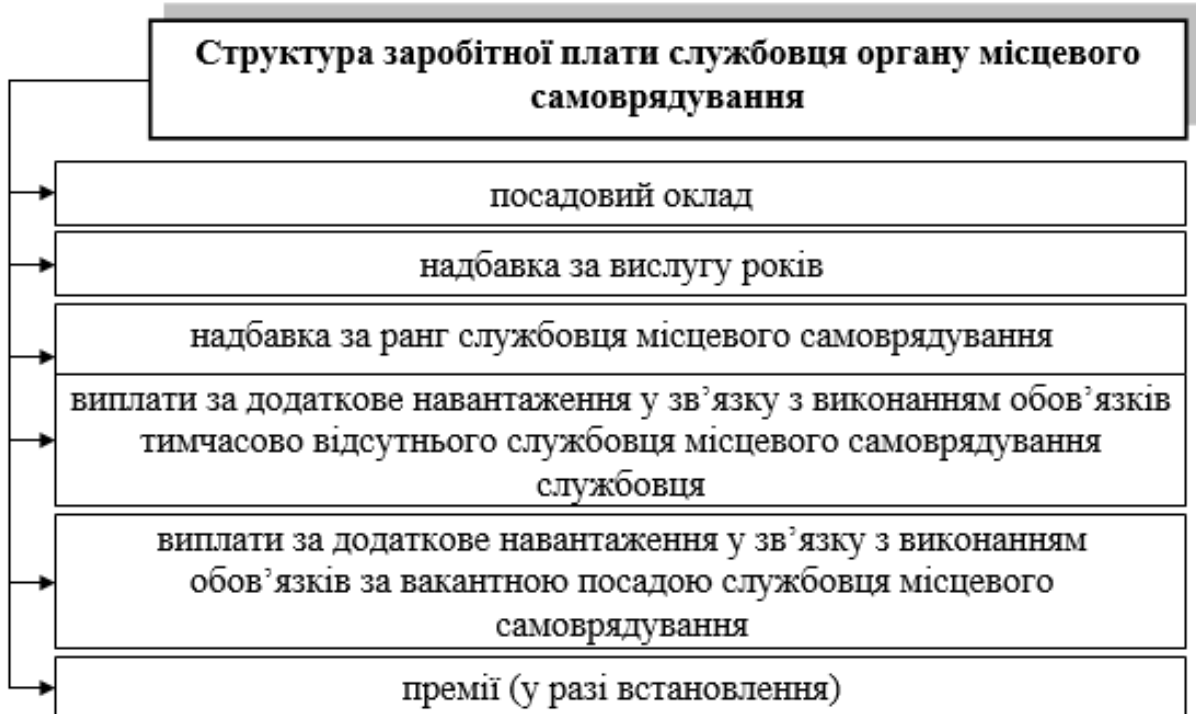 Структура заробітної плати службовця органу місцевого
самоврядування
посадовий оклад
надбавка за вислугу років
надбавка за ранг службовця місцевого самоврядування
виплати за додаткове навантаження у зв’язку з виконанням обов’язків
тимчасово відсутнього службовця місцевого самоврядування
службовця
виплати за додаткове навантаження у зв’язку з виконанням
обов’язків за вакантною посадою службовця місцевого
самоврядування
премії (у разі встановлення)